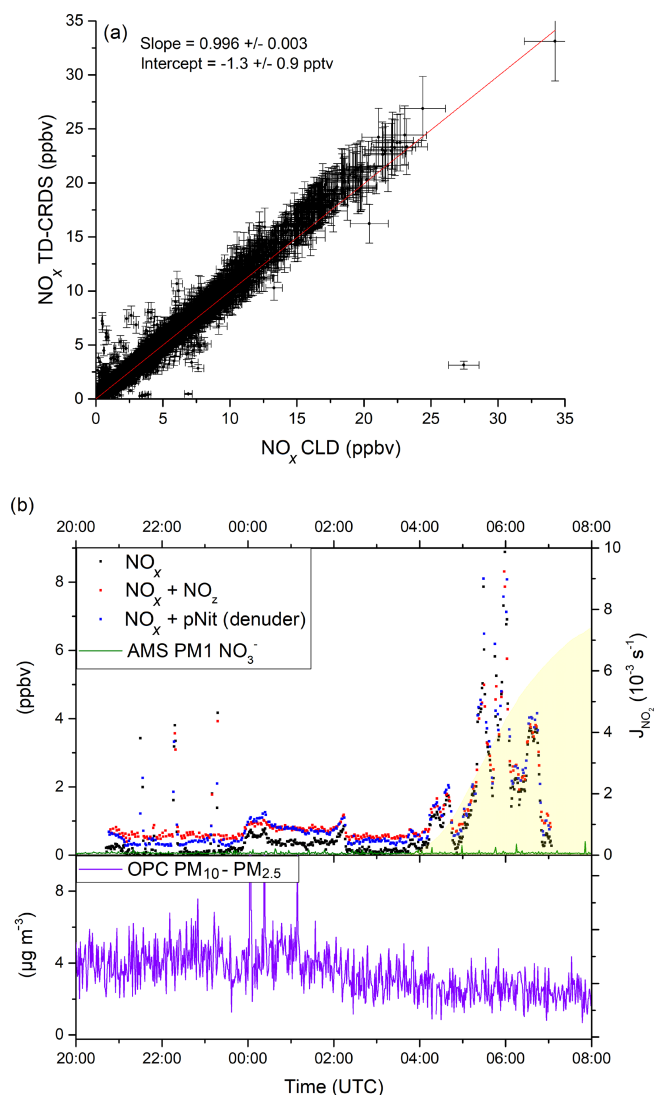 (a)
Slope = 0.996 +/- 0.003
Intercept = -1.3 +/- 0.9 pptv
35
30
25
20
15
10
5
0
NOx TD-CRDS (ppbv)
0 5 10 15 20 25 30 35
NOx CLD (ppbv)
(b)
20:00 22:00 00:00 02:00 04:00 06:00 08:00
NOx
NOx + NOz
NOx + pNit (denuder)
AMS PM1 NO3-
8
6
4
2
0
(ppbv)
10
8
6
4
2
0
JNO2 (10-3 s-1)
OPC PM10- PM2.5
8
4
0
(µg m-3)
20:00 22:00 00:00 02:00 04:00 06:00 08:00
Time (UTC)